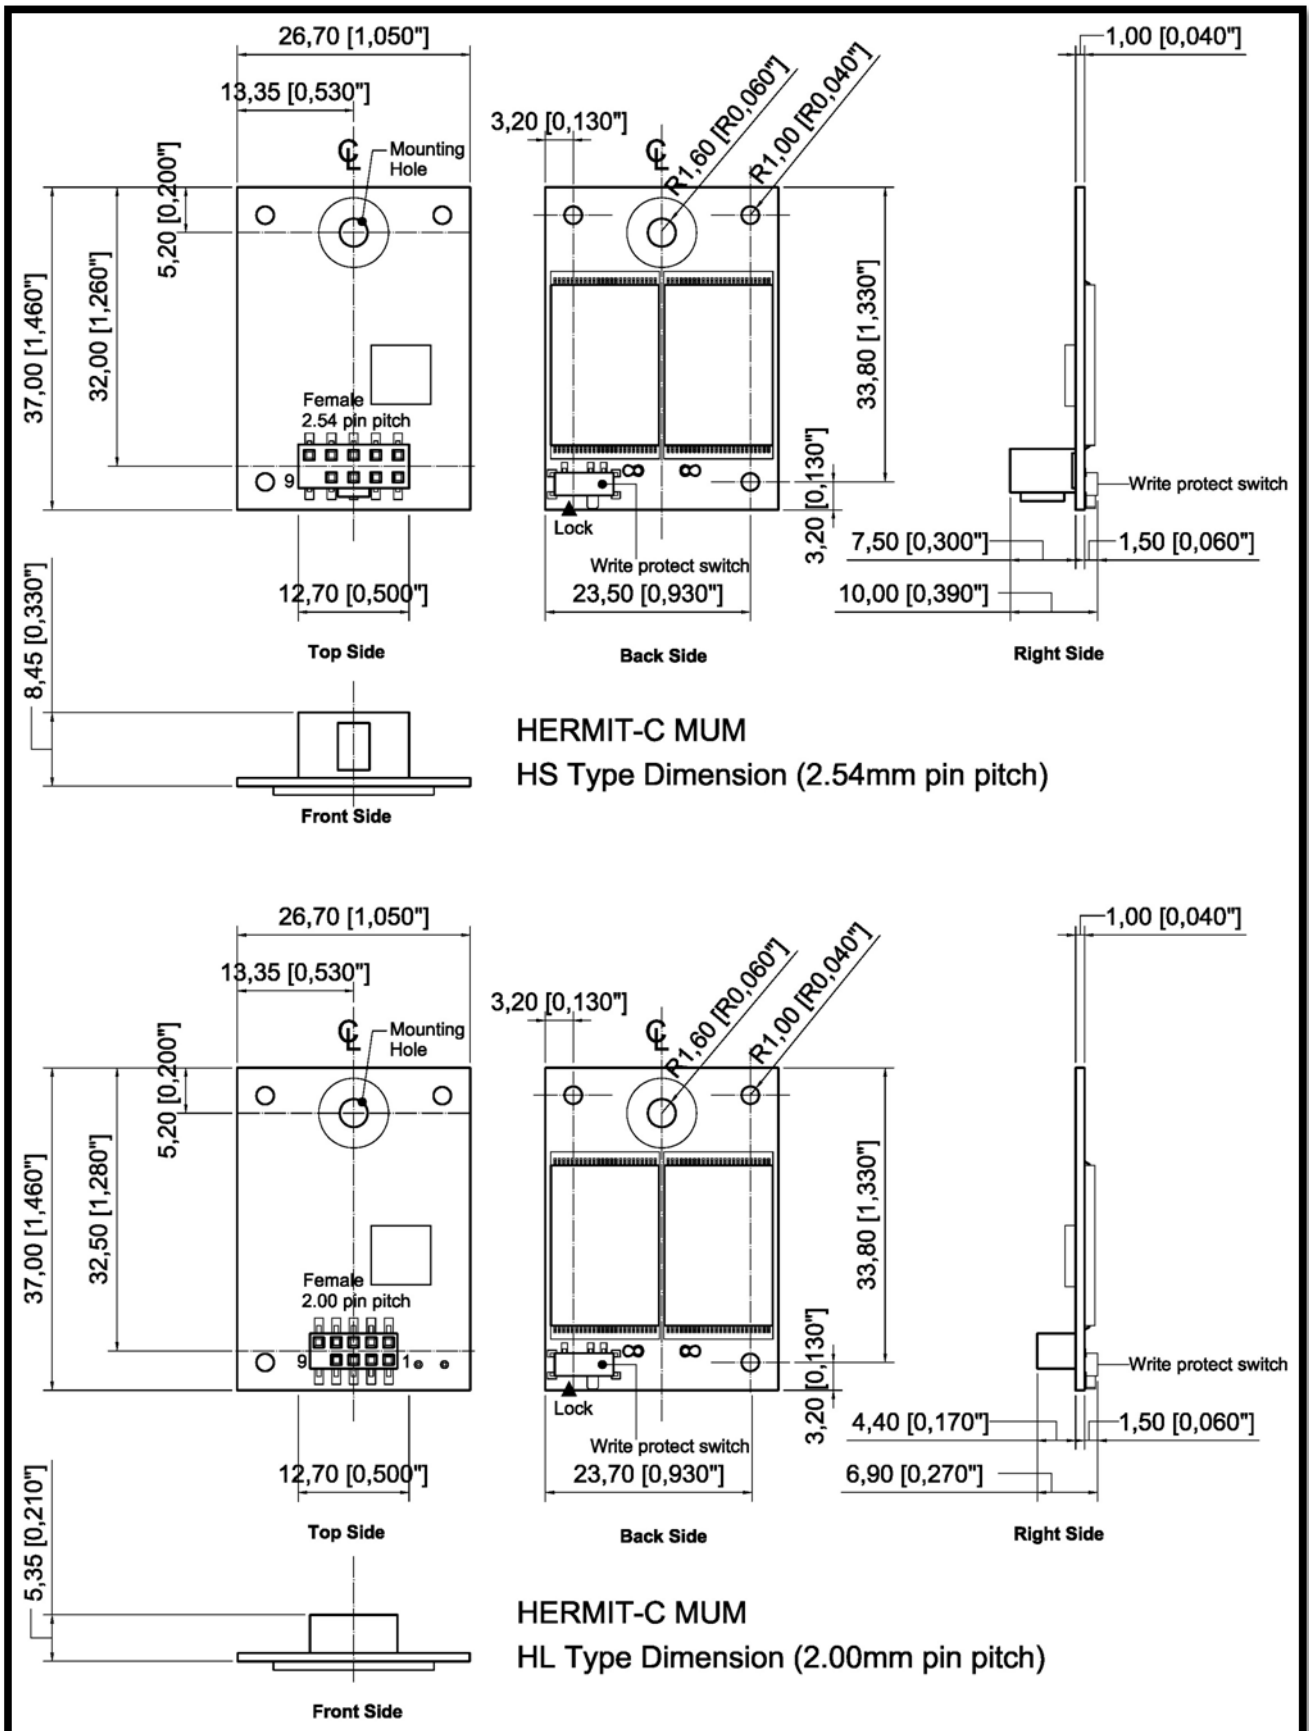 26,70 [1,050"]
13,35 [0,530"]
5,20 [0,200"]
37,00 [1,460"]
32,00 [1,260"]
CL
Mounting
Hole
Female
2.54 pin pitch
9
12,70 [0,500"]
Top Side
3,20 [0,130"]
CL
R1,60 [R0,060"]
R1,00 [R0,040"]
33,80 [1,330"]
3,20 [0,130"]
Lock
Write protect switch
23,50 [0,930"]
Back Side
1,00 [0,040"]
Write protect switch
7,50 [0,300"]
1,50 [0,060"]
10,00 [0,390"]
Right Side
8,45 [0,330"]
Front Side
HERMIT-C MUM
HS Type Dimension (2.54mm pin pitch)
26,70 [1,050"]
13,35 [0,530"]
5,20 [0,200"]
37,00 [1,460"]
32,50 [1,280"]
CL
Mounting
Hole
Female
2.00 pin pitch
9
1
12,70 [0,500"]
Top Side
3,20 [0,130"]
CL
R1,60 [R0,060"]
R1,00 [R0,040"]
33,80 [1,330"]
3,20 [0,130"]
Lock
Write protect switch
23,70 [0,930"]
Back Side
1,00 [0,040"]
Write protect switch
4,40 [0,170"]
1,50 [0,060"]
6,90 [0,270"]
Right Side
5,35 [0,210"]
Front Side
HERMIT-C MUM
HL Type Dimension (2.00mm pin pitch)